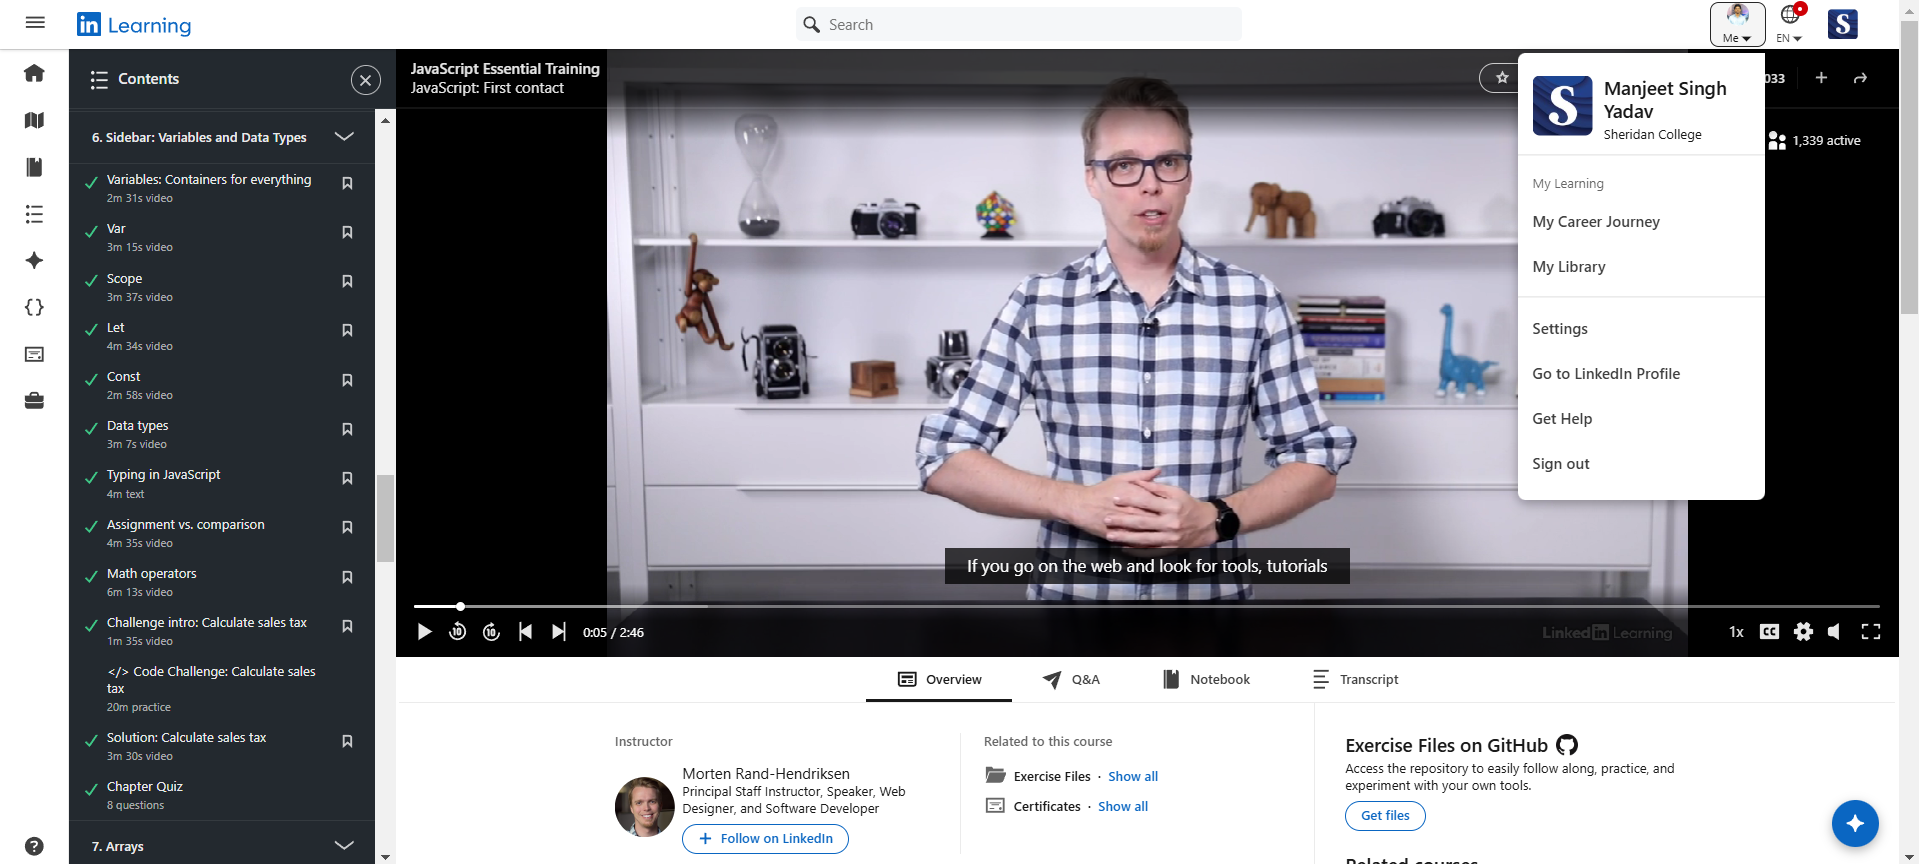 in Learning
Search
Me
EN
S
Contents
6. Sidebar: Variables and Data Types
Variables: Containers for everything
2m 31s video
Var
3m 15s video
Scope
3m 37s video
Let
4m 34s video
Const
2m 58s video
Data types
3m 7s video
Typing in JavaScript
4m text
Assignment vs. comparison
4m 35s video
Math operators
6m 13s video
Challenge intro: Calculate sales tax
1m 35s video
</> Code Challenge: Calculate sales
tax
20m practice
Solution: Calculate sales tax
3m 30s video
Chapter Quiz
8 questions
7. Arrays
JavaScript Essential Training
JavaScript: First contact
033
1,339 active
S
Manjeet Singh
Yadav
Sheridan College
My Learning
My Career Journey
My Library
Settings
Go to LinkedIn Profile
Get Help
Sign out
If you go on the web and look for tools, tutorials
10
10
0:05 / 2:46
LinkedIn Learning
1x
CC
Overview
Q&A
Notebook
Transcript
Instructor
Morten Rand-Hendriksen
Principal Staff Instructor, Speaker, Web
Designer, and Software Developer
+ Follow on LinkedIn
Related to this course
Exercise Files · Show all
Certificates · Show all
Exercise Files on GitHub
Access the repository to easily follow along, practice, and
experiment with your own tools.
Get files
Related courses